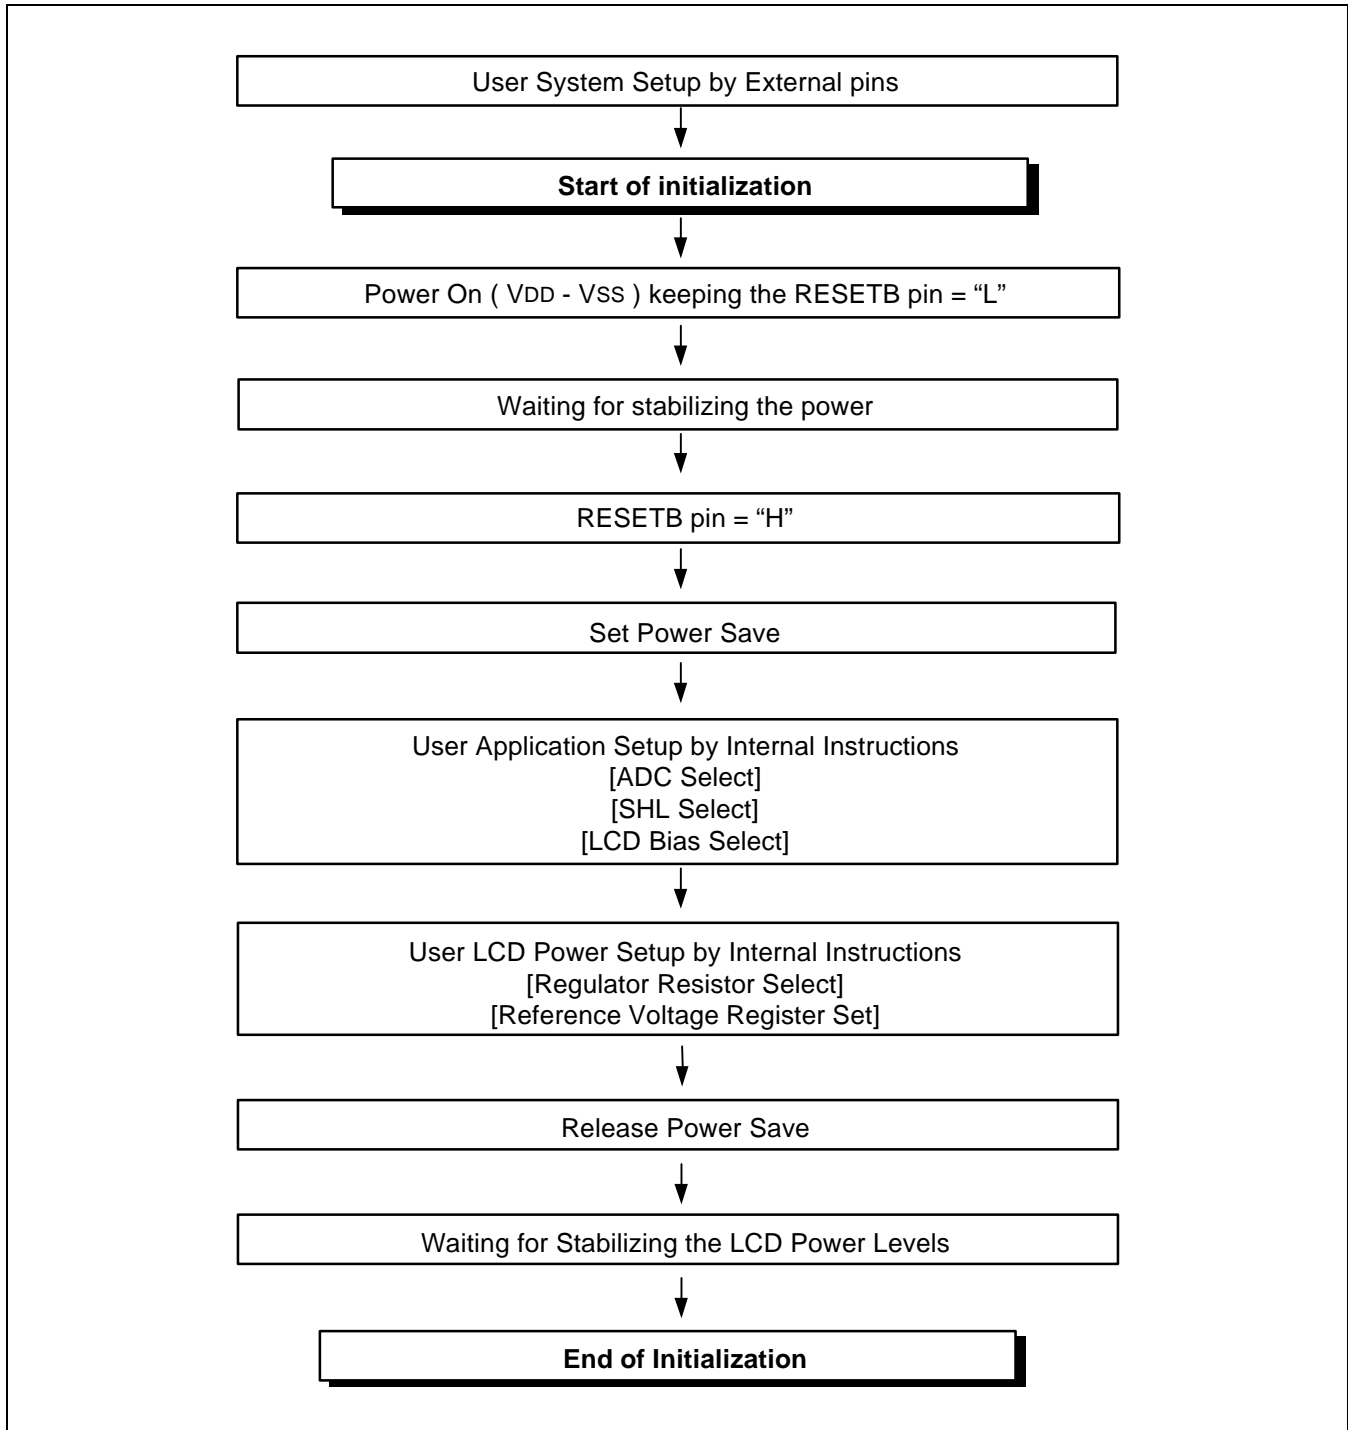 User System Setup by External pins
Start of initialization
Power On ( VDD - VSS ) keeping the RESETB pin = “L”
Waiting for stabilizing the power
RESETB pin = “H”
Set Power Save
User Application Setup by Internal Instructions
[ADC Select]
[SHL Select]
[LCD Bias Select]
User LCD Power Setup by Internal Instructions
[Regulator Resistor Select]
[Reference Voltage Register Set]
Release Power Save
Waiting for Stabilizing the LCD Power Levels
End of Initialization